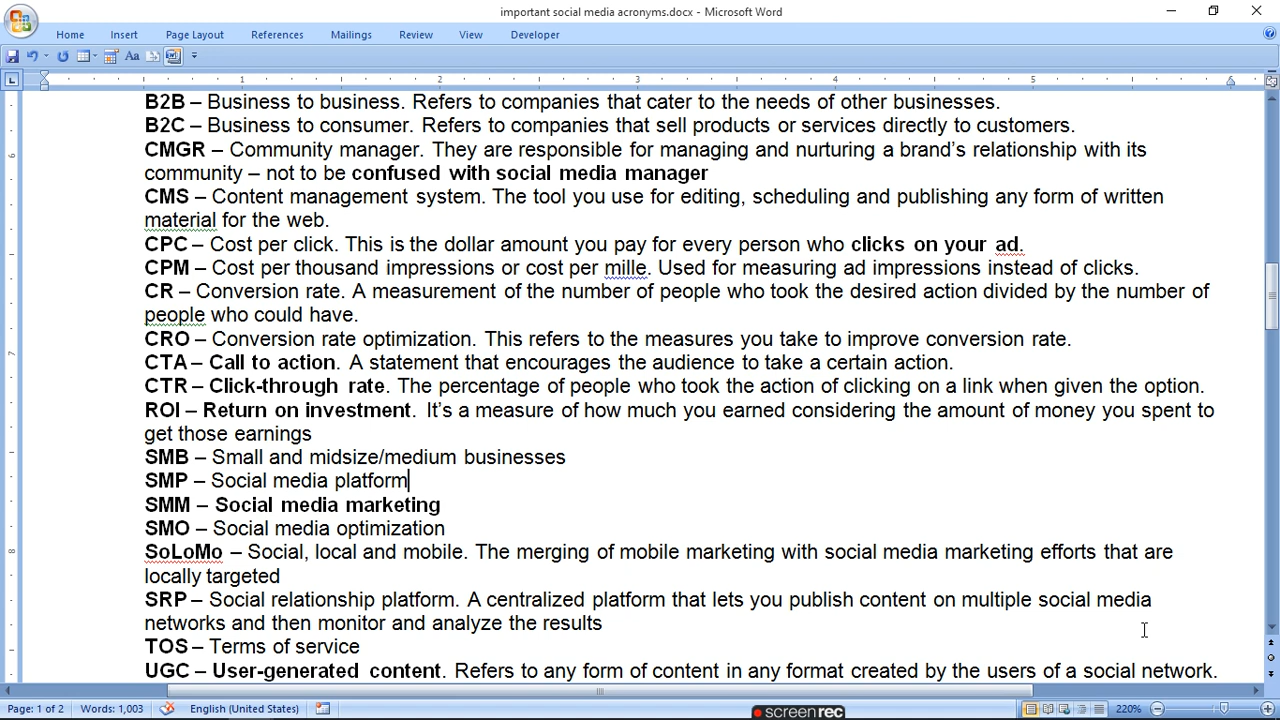 important social media acronyms.docx - Microsoft Word
Home Insert Page Layout References Mailings Review View Developer
Aa
1 2 3 4 5 6
B2B – Business to business. Refers to companies that cater to the needs of other businesses.
B2C – Business to consumer. Refers to companies that sell products or services directly to customers.
CMGR – Community manager. They are responsible for managing and nurturing a brand’s relationship with its
community – not to be confused with social media manager
CMS – Content management system. The tool you use for editing, scheduling and publishing any form of written
material for the web.
CPC – Cost per click. This is the dollar amount you pay for every person who clicks on your ad.
CPM – Cost per thousand impressions or cost per mille. Used for measuring ad impressions instead of clicks.
CR – Conversion rate. A measurement of the number of people who took the desired action divided by the number of
people who could have.
CRO – Conversion rate optimization. This refers to the measures you take to improve conversion rate.
CTA – Call to action. A statement that encourages the audience to take a certain action.
CTR – Click-through rate. The percentage of people who took the action of clicking on a link when given the option.
ROI – Return on investment. It’s a measure of how much you earned considering the amount of money you spent to
get those earnings
SMB – Small and midsize/medium businesses
SMP – Social media platform
SMM – Social media marketing
SMO – Social media optimization
SoLoMo – Social, local and mobile. The merging of mobile marketing with social media marketing efforts that are
locally targeted
SRP – Social relationship platform. A centralized platform that lets you publish content on multiple social media
networks and then monitor and analyze the results
TOS – Terms of service
UGC – User-generated content. Refers to any form of content in any format created by the users of a social network.
Page: 1 of 2 Words: 1,003 English (United States) screenrec 220%